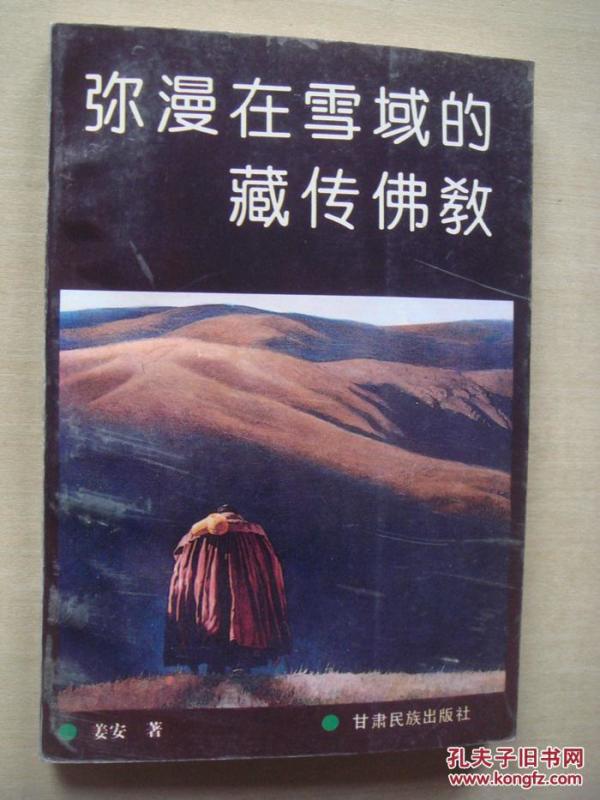 弥漫在雪域的
藏传佛教
姜安 著
甘肃民族出版社
孔夫子旧书网
www.kongfz.com